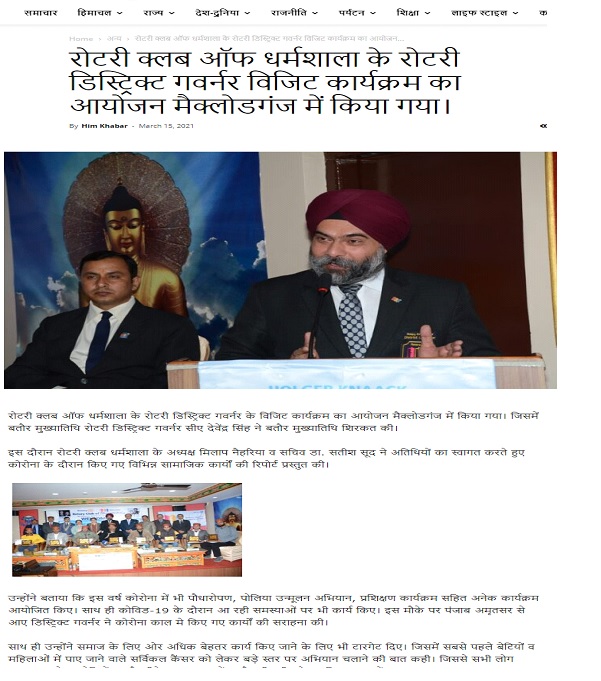 समाचार हिमाचल राज्य देश-दुनिया राजनीति पर्यटन शिक्षा लाइफ स्टाइल क
Home अन्य रोटरी क्लब ऑफ धर्मशाला के रोटरी डिस्ट्रिक्ट गवर्नर विजिट कार्यक्रम का आयोजन...
रोटरी क्लब ऑफ धर्मशाला के रोटरी
डिस्ट्रिक्ट गवर्नर विजिट कार्यक्रम का
आयोजन मैक्लोडगंज में किया गया।
By Him Khabar - March 15, 2021
HOLGER KNAACK
रोटरी क्लब ऑफ धर्मशाला के रोटरी डिस्ट्रिक्ट गवर्नर के विजिट कार्यक्रम का आयोजन मैक्लोडगंज में किया गया। जिसमें
बतौर मुख्यातिथि रोटरी डिस्ट्रिक्ट गवर्नर सीए देवेंद्र सिंह ने बतौर मुख्यातिथि शिरकत की।
इस दौरान रोटरी क्लब धर्मशाला के अध्यक्ष मिलाप नेहरिया व सचिव डा. सतीश सूद ने अतिथियों का स्वागत करते हुए
कोरोना के दौरान किए गए विभिन्न सामाजिक कार्यों की रिपोर्ट प्रस्तुत की।
उन्होंने बताया कि इस वर्ष कोरोना में भी पौधारोपण, पोलिया उन्मूलन अभियान, प्रशिक्षण कार्यक्रम सहित अनेक कार्यक्रम
आयोजित किए। साथ ही कोविड-19 के दौरान आ रही समस्याओं पर भी कार्य किए। इस मौके पर पंजाब अमृतसर से
आए डिस्ट्रिक्ट गवर्नर ने कोरोना काल मे किए गए कार्यों की सराहना की।
साथ ही उन्होंने समाज के लिए ओर अधिक बेहतर कार्य किए जाने के लिए भी टारगेट दिए। जिसमें सबसे पहले बेटियों व
महिलाओं में पाए जाने वाले सर्विकल कैंसर को लेकर बड़े स्तर पर अभियान चलाने की बात कही। जिससे सभी लोग